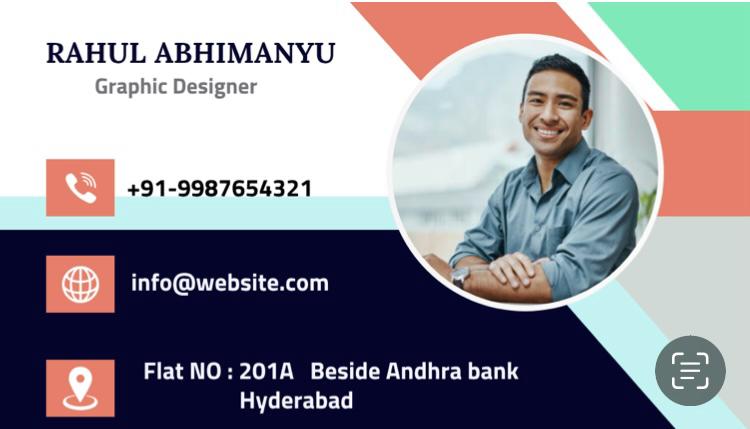 RAHUL ABHIMANYU
Graphic Designer
+91-9987654321
info@website.com
Flat NO : 201A Beside Andhra bank
Hyderabad